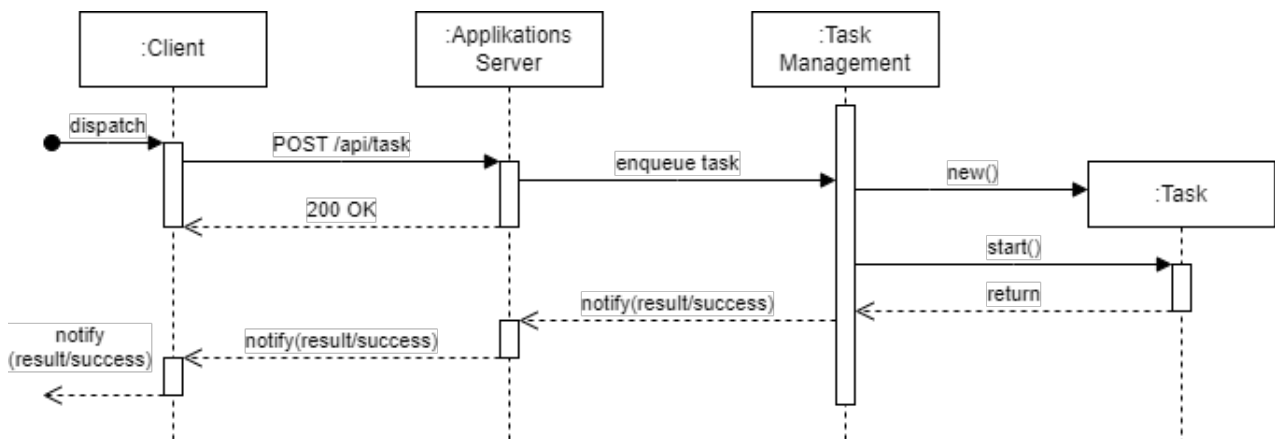 :Client
:Applikations
Server
:Task
Management
dispatch
POST /api/task
enqueue task
new()
:Task
200 OK
start()
return
notify(result/success)
notify(result/success)
notify
(result/success)